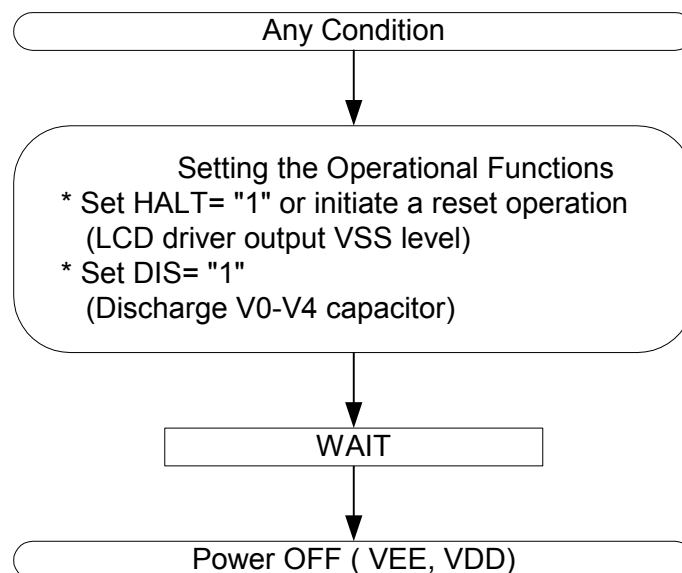 Any Condition
Setting the Operational Functions
* Set HALT= "1" or initiate a reset operation
(LCD driver output VSS level)
* Set DIS= "1"
(Discharge V0-V4 capacitor)
WAIT
Power OFF ( VEE, VDD)